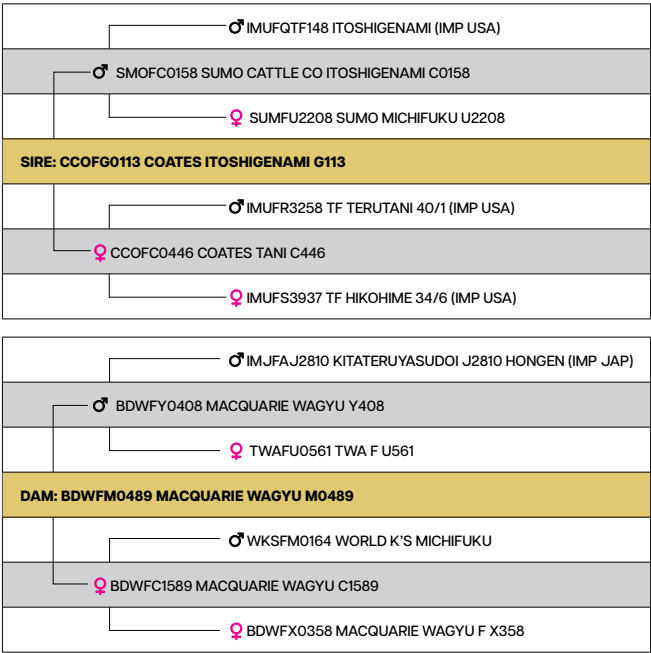 ♂ IMUFQTF148 ITOSHIGENAMI (IMP USA)
♂ SMOFC0158 SUMO CATTLE CO ITOSHIGENAMI C0158
♀ SUMFU2208 SUMO MICHIFUKU U2208
SIRE: CCOFG0113 COATES ITOSHIGENAMI G113
♂ IMUFR3258 TF TERUTANI 40/1 (IMP USA)
♀ CCOFC0446 COATES TANI C446
♀ IMUFS3937 TF HIKOHIME 34/6 (IMP USA)
♂ IMJFAJ2810 KITATERUYASUDOI J2810 HONGEN (IMP JAP)
♂ BDWFY0408 MACQUARIE WAGYU Y408
♀ TWAFU0561 TWA F U561
DAM: BDWFM0489 MACQUARIE WAGYU M0489
♂ WKSFM0164 WORLD K'S MICHIFUKU
♀ BDWFC1589 MACQUARIE WAGYU C1589
♀ BDWFX0358 MACQUARIE WAGYU F X358